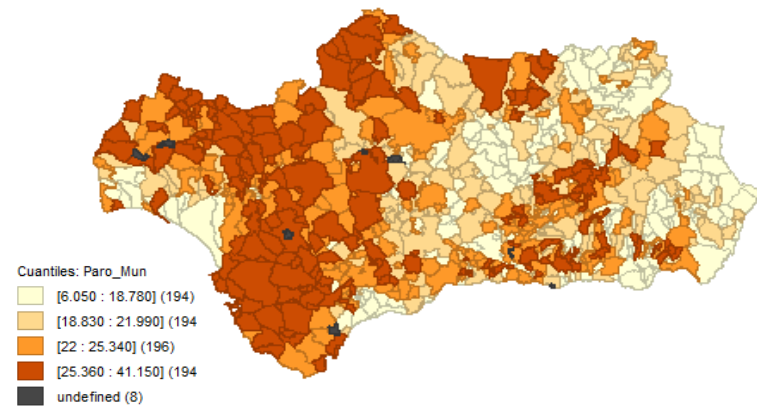 Cuantiles: Paro_Mun
[6.050 : 18.780] (194)
[18.830 : 21.990] (194
[22 : 25.340] (196)
[25.360 : 41.150] (194
undefined (8)